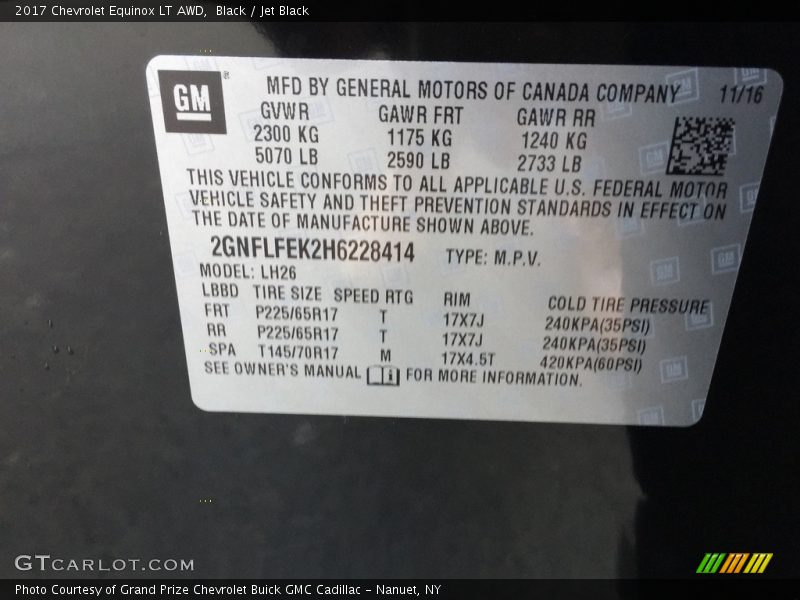 2017 Chevrolet Equinox LT AWD, Black / Jet Black
GM ® MFD BY GENERAL MOTORS OF CANADA COMPANY 11/16
GVWR GAWR FRT GAWR RR
2300 KG 1175 KG 1240 KG
5070 LB 2590 LB 2733 LB
THIS VEHICLE CONFORMS TO ALL APPLICABLE U.S. FEDERAL MOTOR
VEHICLE SAFETY AND THEFT PREVENTION STANDARDS IN EFFECT ON
THE DATE OF MANUFACTURE SHOWN ABOVE.
2GNFLFEK2H6228414 TYPE: M.P.V.
MODEL: LH26
LBBD TIRE SIZE SPEED RTG RIM COLD TIRE PRESSURE
FRT P225/65R17 T 17X7J 240KPA(35PSI)
RR P225/65R17 T 17X7J 240KPA(35PSI)
SPA T145/70R17 M 17X4.5T 420KPA(60PSI)
SEE OWNER'S MANUAL FOR MORE INFORMATION.
GTCARLOT.COM
Photo Courtesy of Grand Prize Chevrolet Buick GMC Cadillac - Nanuet, NY